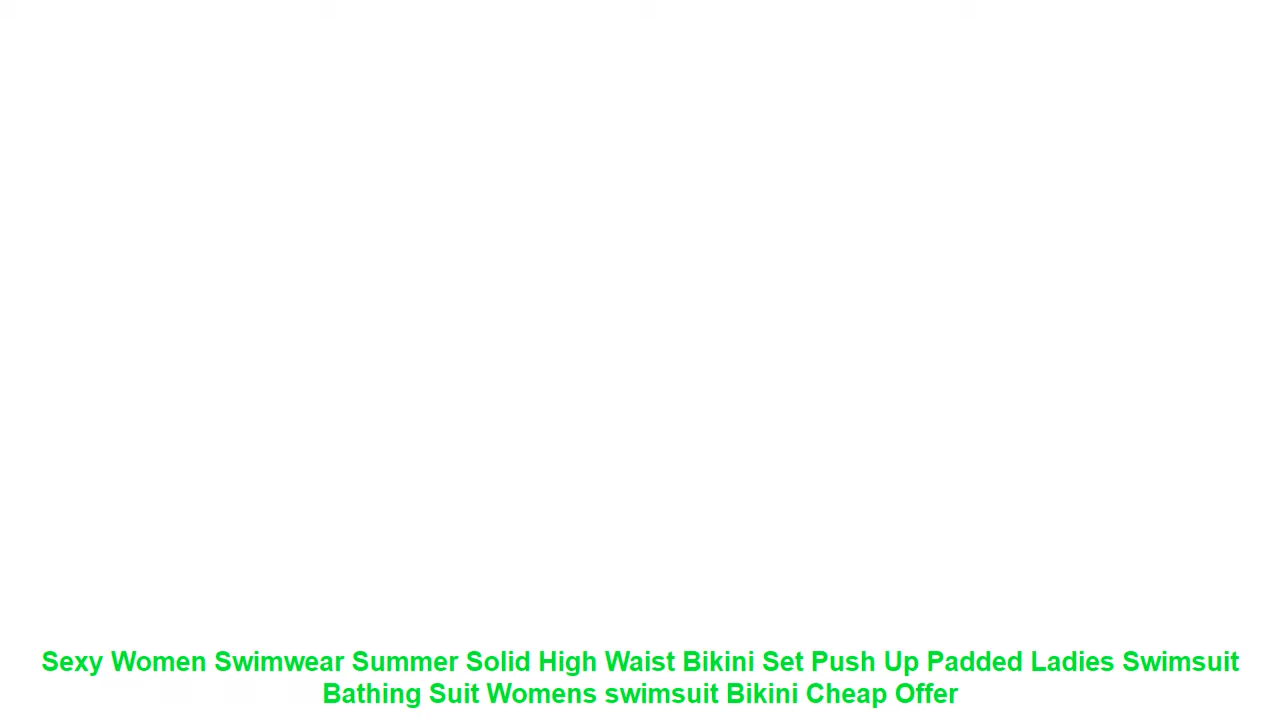 Sexy Women Swimwear Summer Solid High Waist Bikini Set Push Up Padded Ladies Swimsuit
Bathing Suit Womens swimsuit Bikini Cheap Offer